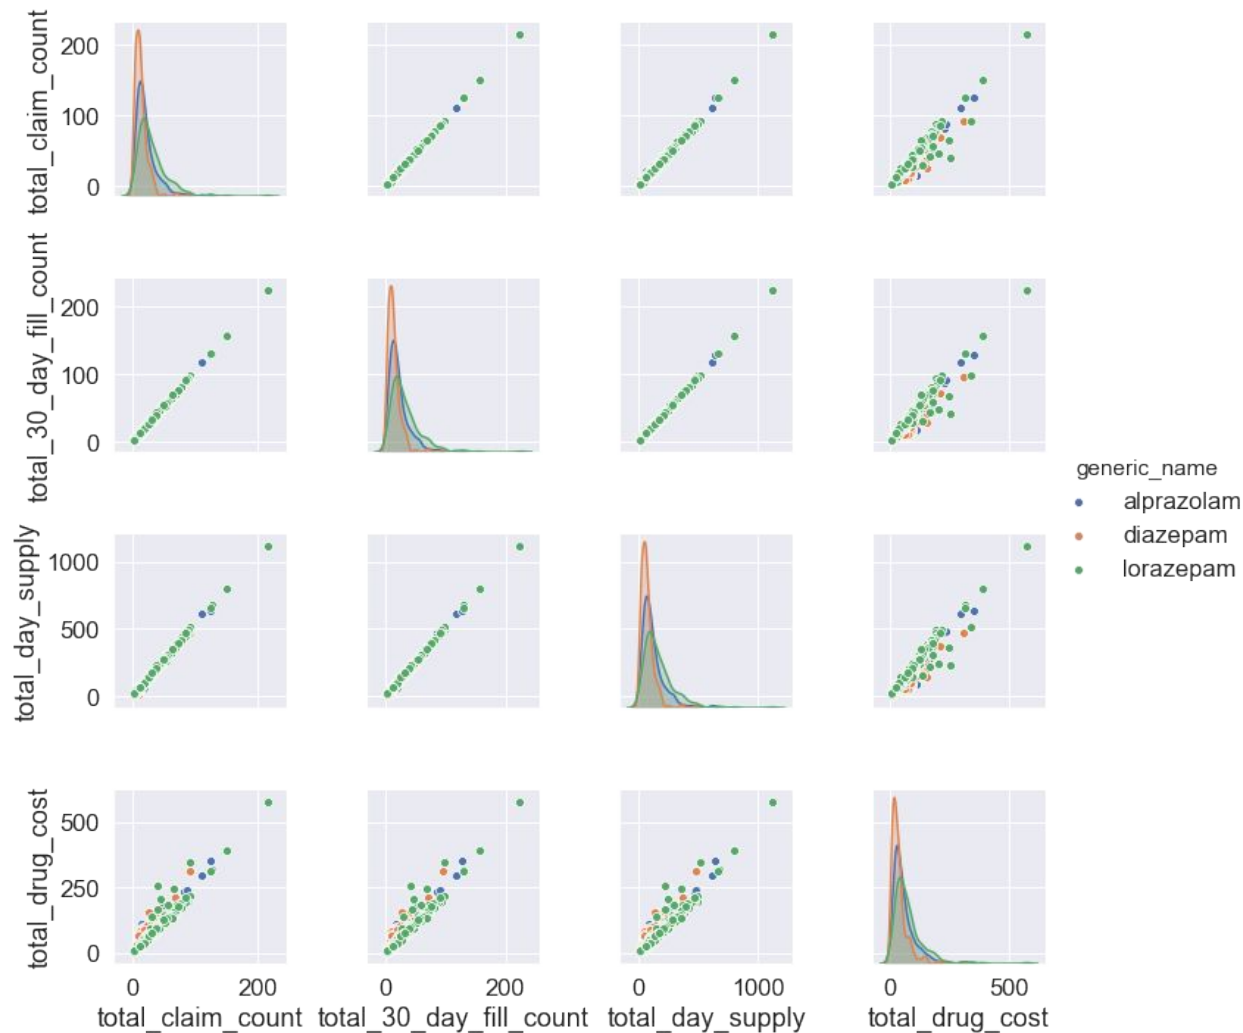 total_claim_count
200
100
0
total_30_day_fill_count
200
100
0
generic_name
alprazolam
diazepam
lorazepam
total_day_supply
1000
500
0
total_drug_cost
500
250
0
0 200 0 200 0 1000 0 500
total_claim_count total_30_day_fill_count total_day_supply total_drug_cost